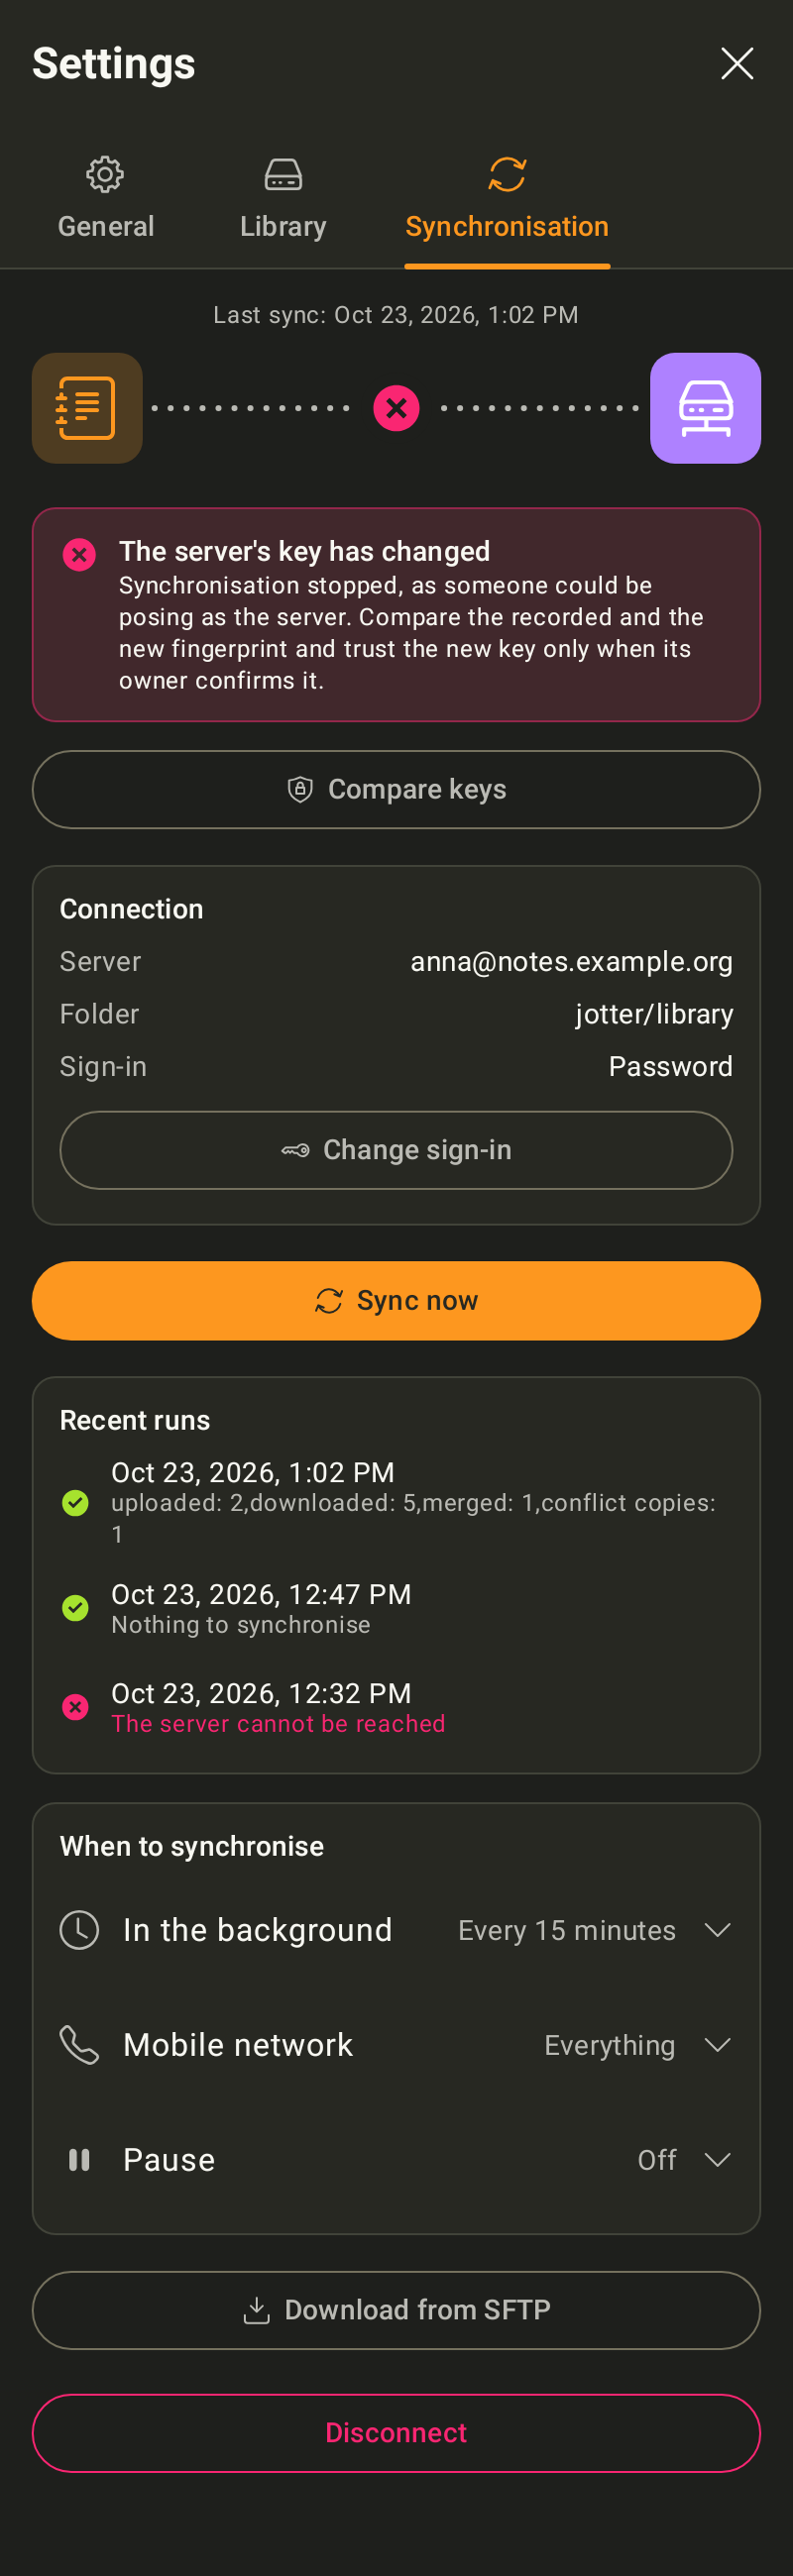 Settings
General
Library
Synchronisation
Last sync: Oct 23, 2026, 1:02 PM
The server's key has changed
Synchronisation stopped, as someone could be
posing as the server. Compare the recorded and the
new fingerprint and trust the new key only when its
owner confirms it.
Compare keys
Connection
Server anna@notes.example.org
Folder jotter/library
Sign-in Password
Change sign-in
Sync now
Recent runs
Oct 23, 2026, 1:02 PM
uploaded: 2,downloaded: 5,merged: 1,conflict copies:
1
Oct 23, 2026, 12:47 PM
Nothing to synchronise
Oct 23, 2026, 12:32 PM
The server cannot be reached
When to synchronise
In the background Every 15 minutes
Mobile network Everything
Pause Off
Download from SFTP
Disconnect